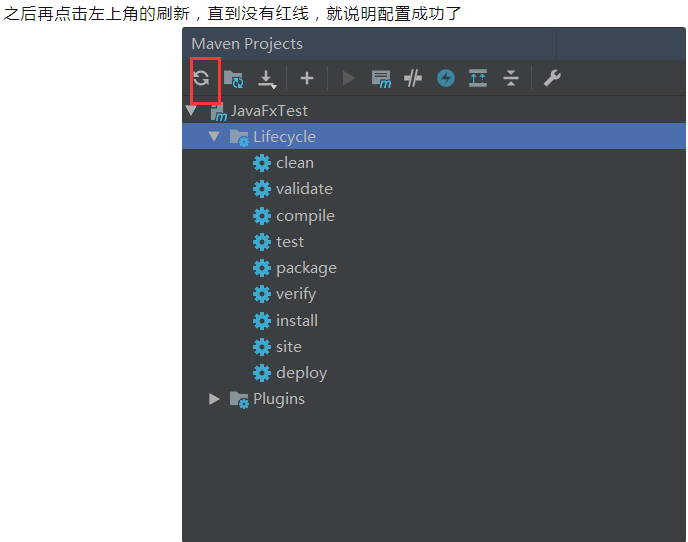 之后再点击左上角的刷新，直到没有红线，就说明配置成功了
Maven Projects
JavaFxTest
Lifecycle
clean
validate
compile
test
package
verify
install
site
deploy
Plugins